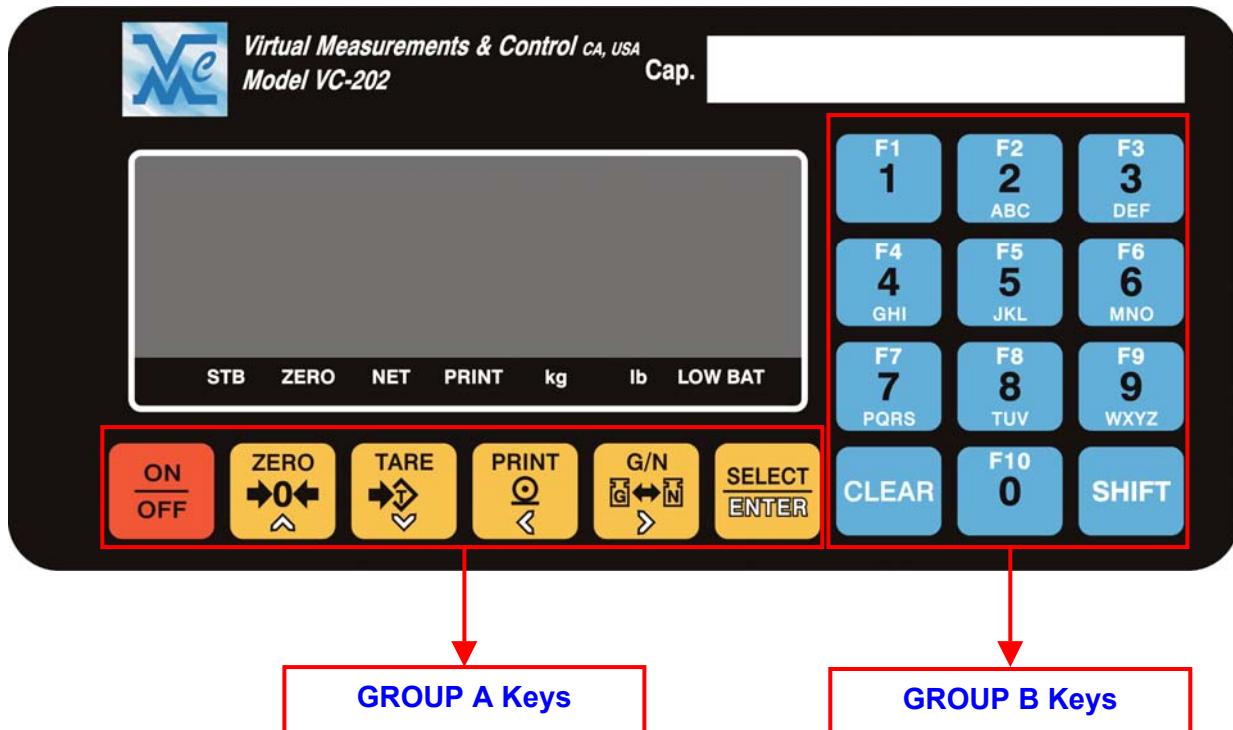 VMC Virtual Measurements & Control CA, USA
Model VC-202
Cap.
F1
1
F2
2
ABC
F3
3
DEF
F4
4
GHI
F5
5
JKL
F6
6
MNO
F7
7
PQRS
F8
8
TUV
F9
9
WXYZ
CLEAR
F10
0
SHIFT
STB ZERO NET PRINT kg lb LOW BAT
ON
OFF
ZERO
0
TARE
T
PRINT
G/N
G N
SELECT
ENTER
GROUP A Keys
GROUP B Keys